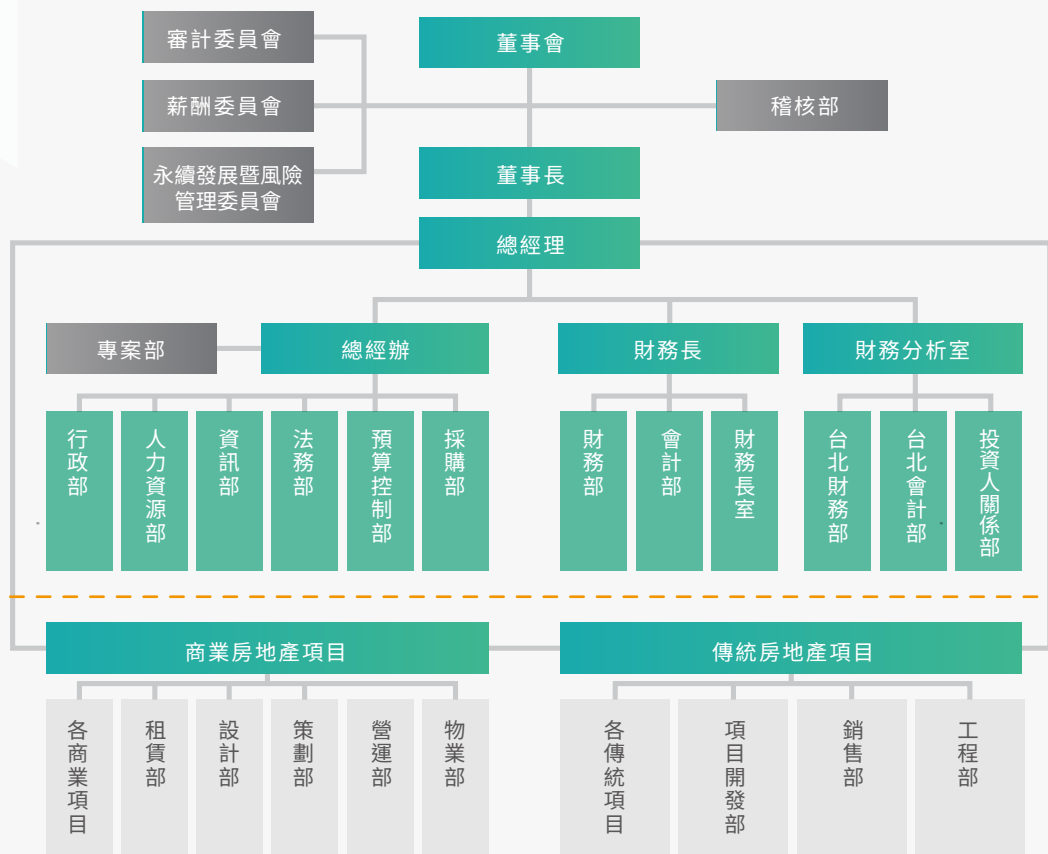 審計委員會
董事會
薪酬委員會
稽核部
永續發展暨風險
管理委員會
董事長
總經理
專案部
總經辦
財務長
財務分析室
行政部
人力資源部
資訊部
法務部
預算控制部
採購部
財務部
會計部
財務長室
台北財務部
台北會計部
投資人關係部
商業房地產項目
傳統房地產項目
各商業項目
租賃部
設計部
策劃部
營運部
物業部
各傳統項目
項目開發部
銷售部
工程部